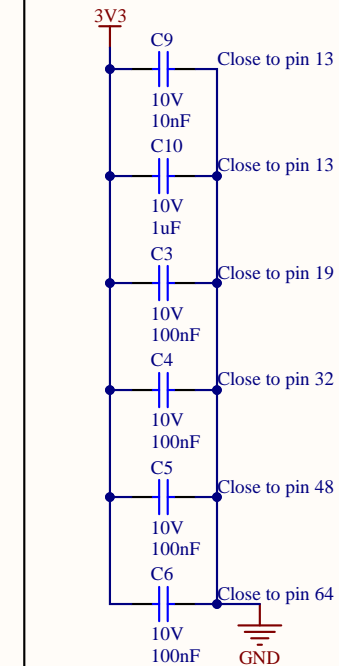 3V3
C9
Close to pin 13
10V
10nF
C10
Close to pin 13
10V
1uF
C3
Close to pin 19
10V
100nF
C4
Close to pin 32
10V
100nF
C5
Close to pin 48
10V
100nF
C6
Close to pin 64
10V
100nF
GND